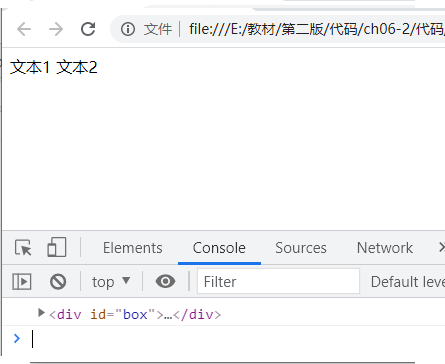 文件 file:///E:/教材/第二版/代码/ch06-2/代码/
文本1 文本2
Elements Console Sources Network
top Filter Default leve
<div id="box">…</div>